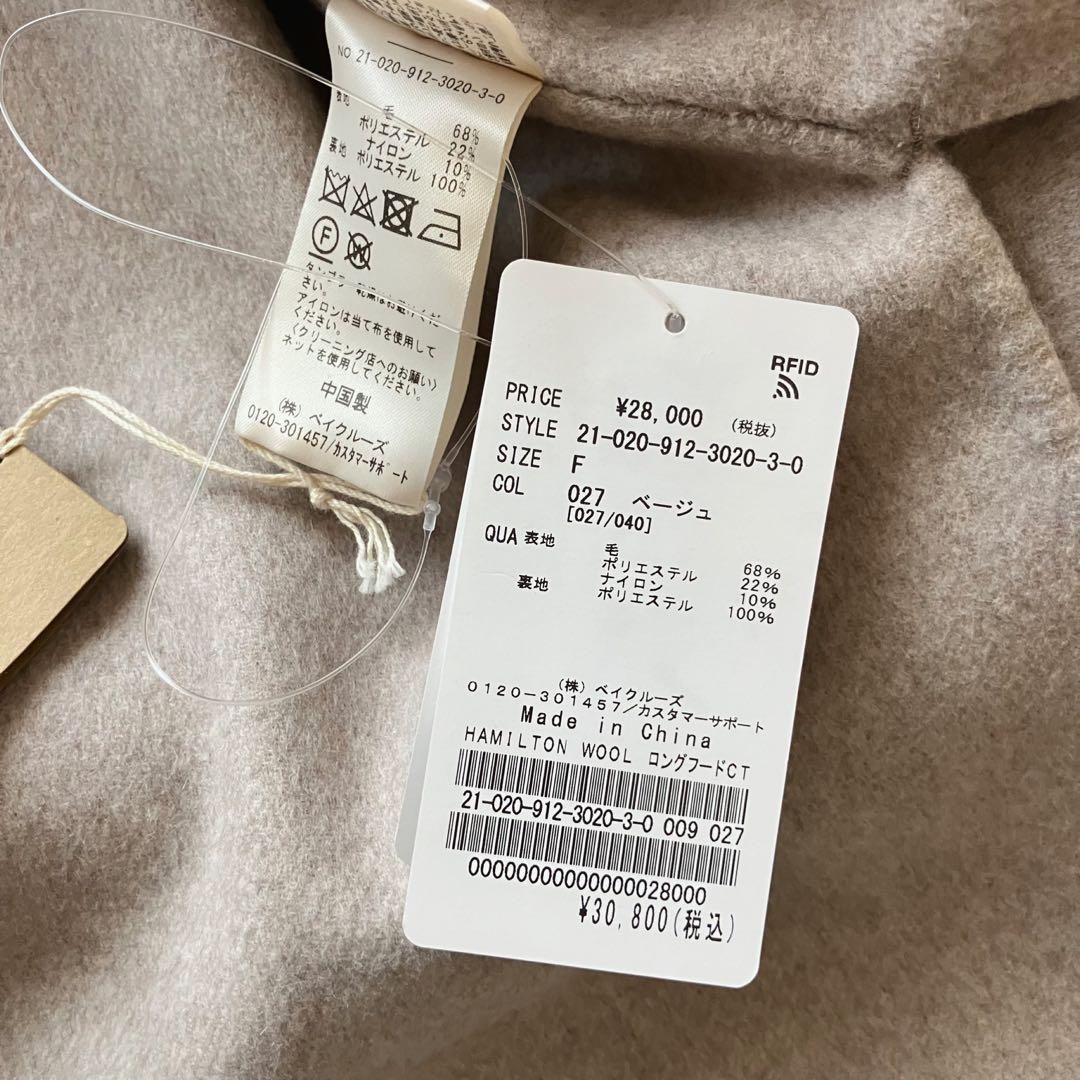 NO 21-020-912-3020-3-0
表地 毛 68%
ポリエステル 22%
ナイロン 10%
裏地 ポリエステル 100%
F
W
さい。
アイロンは当て布を使用して
ください。
〈クリーニング店へのお願い〉
ネットを使用してください。
中国製
(株) ベイクルーズ
0120-301457/カスタマーサポート
RFID
PRICE ¥28,000 (税抜)
STYLE 21-020-912-3020-3-0
SIZE F
COL 027 ベージュ
[027/040]
QUA 表地 毛 68%
ポリエステル 22%
ナイロン 10%
裏地 ポリエステル 100%
(株) ベイクルーズ
0120-301457/カスタマーサポート
Made in China
HAMILTON WOOL ロングフードCT
21-020-912-3020-3-0 009 027
00000000000000028000
¥30,800(税込)